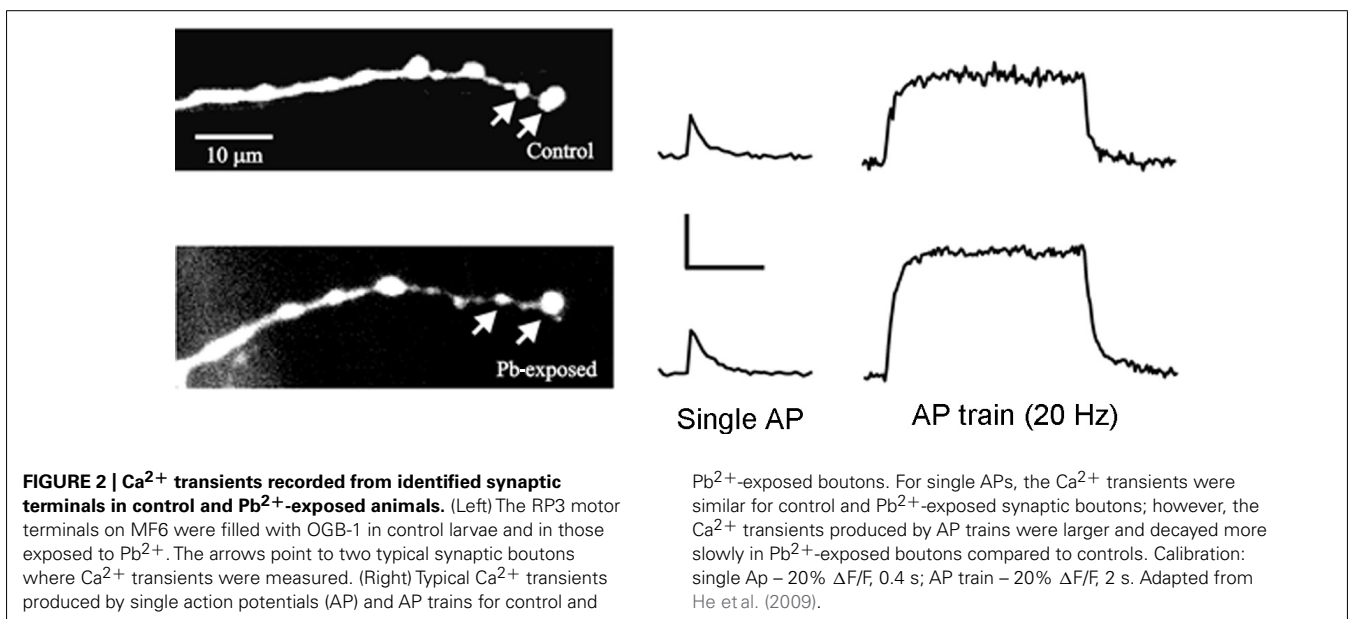 10 µm
Control
Pb-exposed
Single AP
AP train (20 Hz)
FIGURE 2 | Ca²⁺ transients recorded from identified synaptic
terminals in control and Pb²⁺-exposed animals. (Left) The RP3 motor
terminals on MF6 were filled with OGB-1 in control larvae and in those
exposed to Pb²⁺. The arrows point to two typical synaptic boutons
where Ca²⁺ transients were measured. (Right) Typical Ca²⁺ transients
produced by single action potentials (AP) and AP trains for control and
Pb²⁺-exposed boutons. For single APs, the Ca²⁺ transients were
similar for control and Pb²⁺-exposed synaptic boutons; however, the
Ca²⁺ transients produced by AP trains were larger and decayed more
slowly in Pb²⁺-exposed boutons compared to controls. Calibration:
single Ap – 20% ΔF/F, 0.4 s; AP train – 20% ΔF/F, 2 s. Adapted from
He et al. (2009).